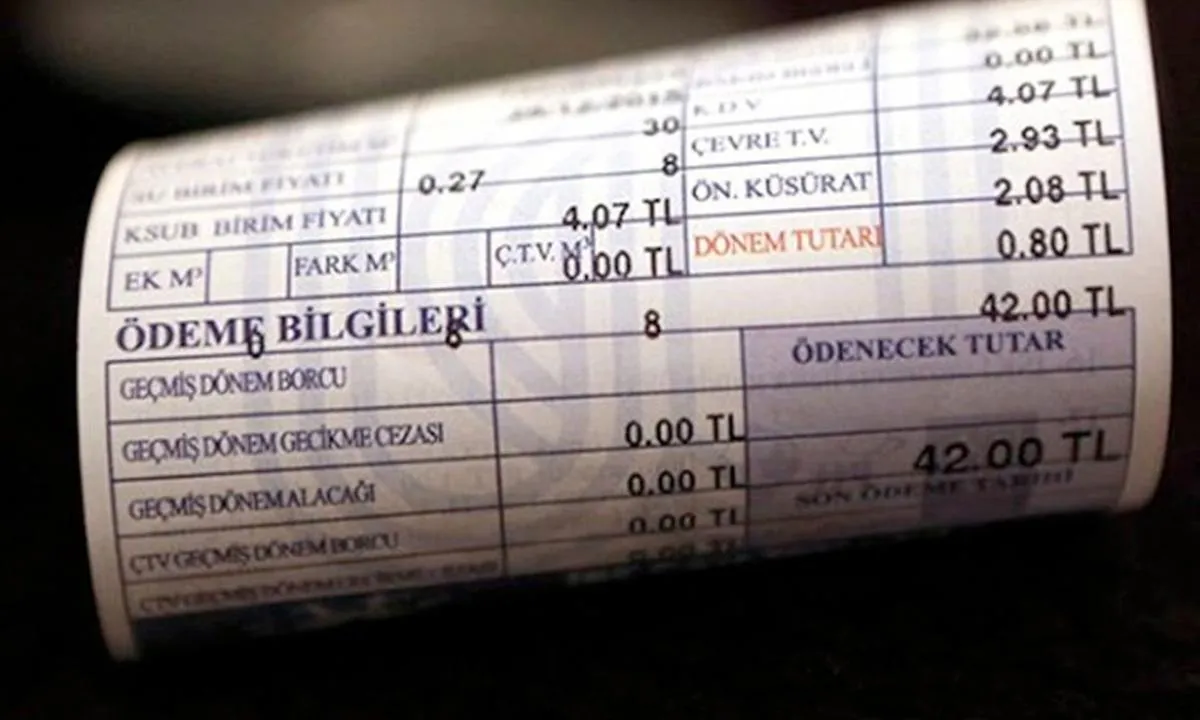 0.00 TL
30 K D V 4.07 TL
SU BİRİM FİYATI 0.27 8 ÇEVRE T.V. 2.93 TL
KSUB BİRİM FİYATI 4.07 TL ÖN. KÜSÜRAT 2.08 TL
EK M³ FARK M³ Ç.T.V. M³ 0.00 TL DÖNEM TUTARI 0.80 TL
ÖDEME BİLGİLERİ 8 42.00 TL
ÖDENECEK TUTAR
GEÇMİŞ DÖNEM BORCU
GEÇMİŞ DÖNEM GECİKME CEZASI 0.00 TL 42.00 TL
GEÇMİŞ DÖNEM ALACAĞI 0.00 TL SON ÖDEME TARİHİ
ÇTV GEÇMİŞ DÖNEM BORCU 0.00 TL